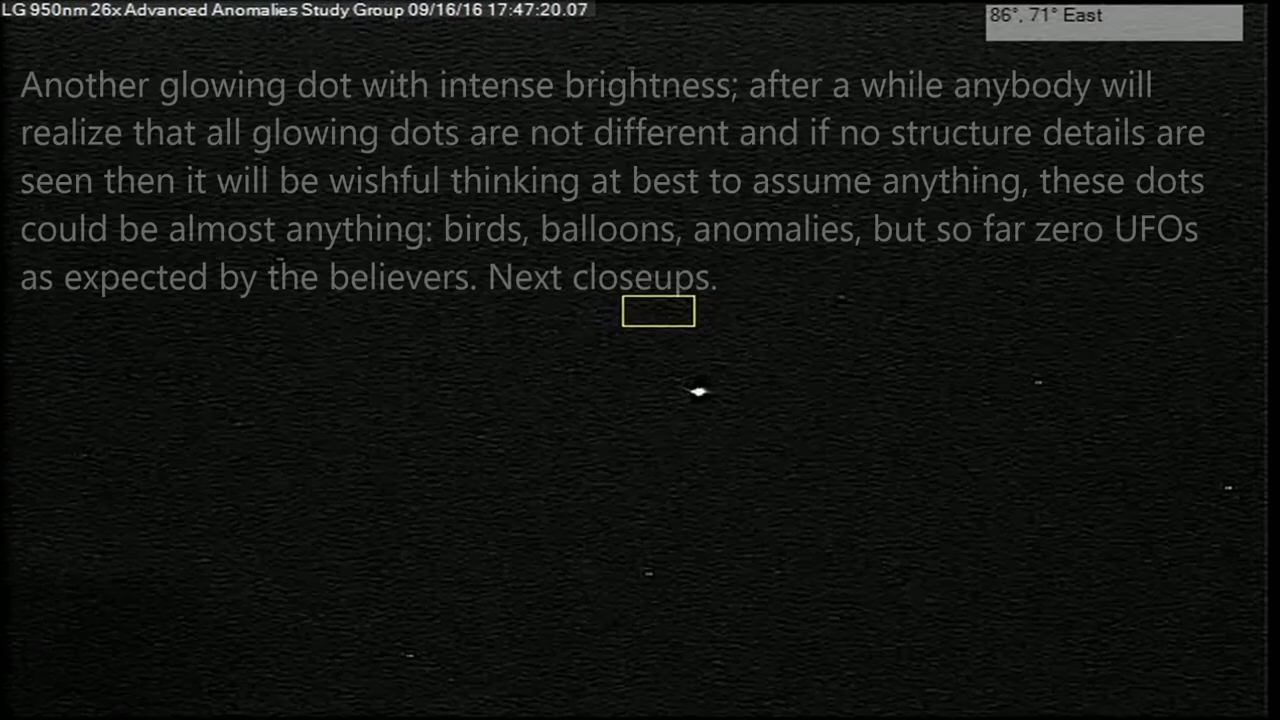 LG 950nm 26x Advanced Anomalies Study Group 09/16/16 17:47:20.07
86°, 71° East
Another glowing dot with intense brightness; after a while anybody will
realize that all glowing dots are not different and if no structure details are
seen then it will be wishful thinking at best to assume anything, these dots
could be almost anything: birds, balloons, anomalies, but so far zero UFOs
as expected by the believers. Next closeups.